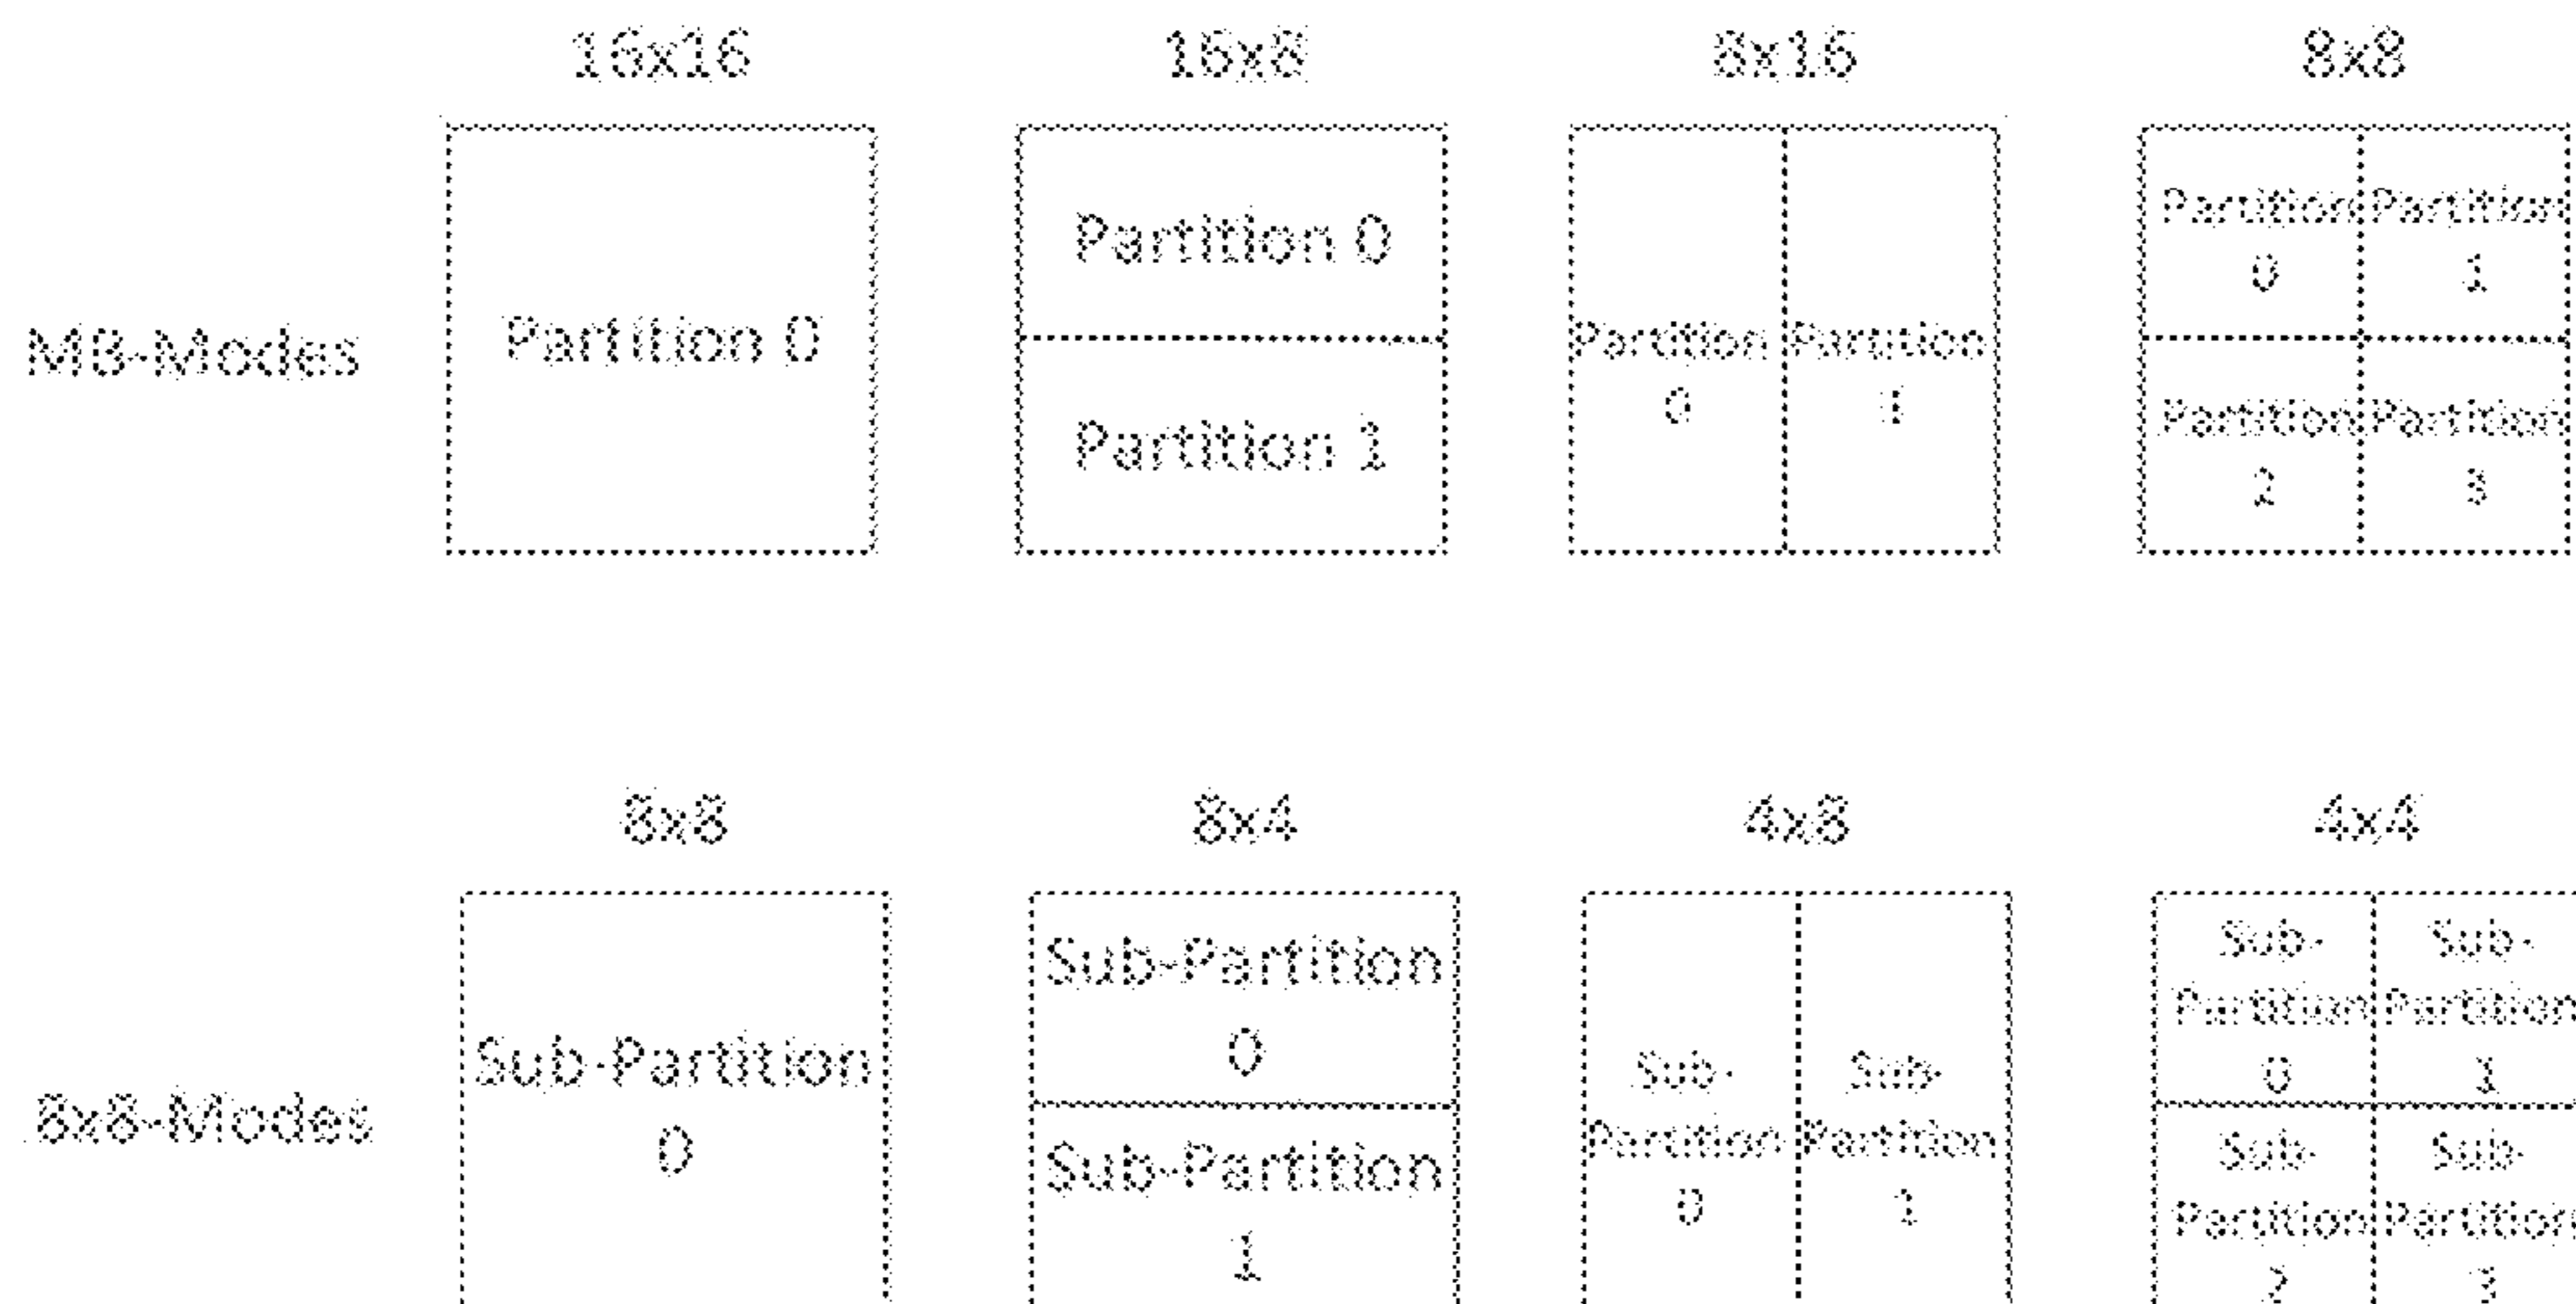 16x16
16x8
8x16
8x8
MB-Modes
Partition 0
Partition 0
Partition 1
Partition
0
Partition
1
Partition
0
Partition
1
Partition
2
Partition
3
8x8
8x4
4x8
4x4
8x8-Modes
Sub-Partition
0
Sub-Partition
0
Sub-Partition
1
Sub-
Partition
0
Sub-
Partition
1
Sub-
Partition
0
Sub-
Partition
1
Sub-
Partition
2
Sub-
Partition
3